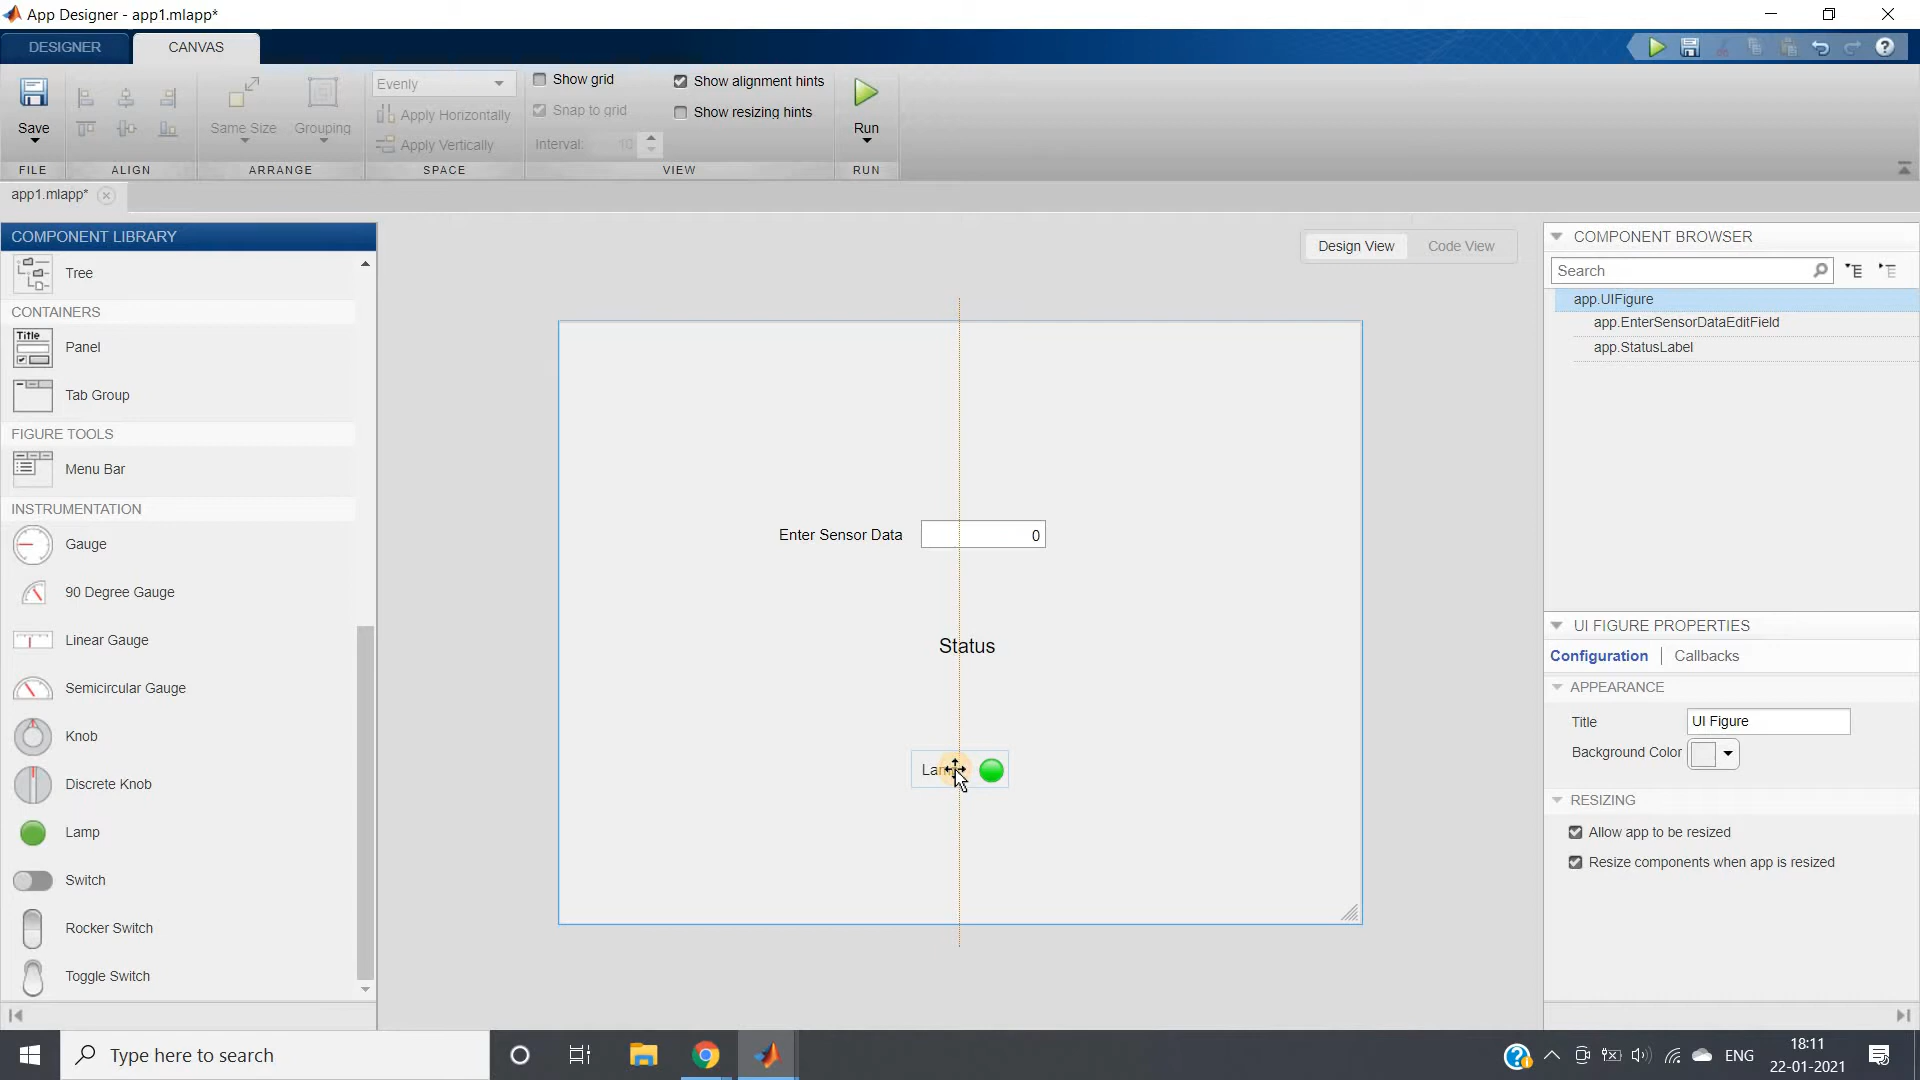 App Designer - app1.mlapp*
DESIGNER
CANVAS
Save
FILE
ALIGN
Same Size
Grouping
ARRANGE
Evenly
Apply Horizontally
Apply Vertically
SPACE
Show grid
Snap to grid
Interval: 10
Show alignment hints
Show resizing hints
VIEW
Run
RUN
app1.mlapp*
COMPONENT LIBRARY
Tree
CONTAINERS
Title
Panel
Tab Group
FIGURE TOOLS
Menu Bar
INSTRUMENTATION
Gauge
90 Degree Gauge
Linear Gauge
Semicircular Gauge
Knob
Discrete Knob
Lamp
Switch
Rocker Switch
Toggle Switch
Design View
Code View
Enter Sensor Data
0
Status
COMPONENT BROWSER
Search
app.UIFigure
app.EnterSensorDataEditField
app.StatusLabel
UI FIGURE PROPERTIES
Configuration
Callbacks
APPEARANCE
Title
UI Figure
Background Color
RESIZING
Allow app to be resized
Resize components when app is resized
Type here to search
ENG
18:11
22-01-2021